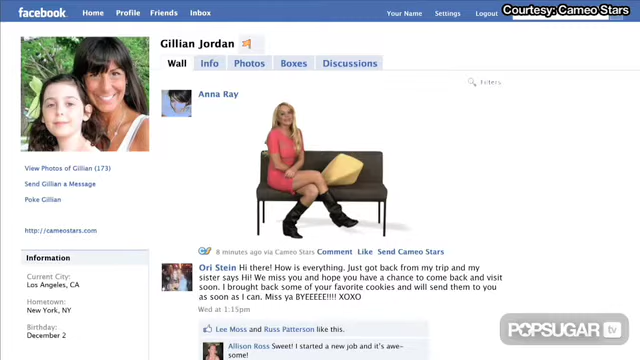 Courtesy: Cameo Stars
facebook Home Profile Friends Inbox Your Name Settings Logout
Gillian Jordan
Wall Info Photos Boxes Discussions
Filters
Anna Ray
View Photos of Gillian (173)
Send Gillian a Message
Poke Gillian
http://cameostars.com
8 minutes ago via Cameo Stars Comment Like Send Cameo Stars
Information
Current City:
Los Angeles, CA
Hometown:
New York, NY
Birthday:
December 2
Ori Stein Hi there! How is everything. Just got back from my trip and my
sister says Hi! We miss you and hope you have a chance to come back and visit
soon. I brought back some of your favorite cookies and will send them to you
as soon as I can. Miss ya BYEEEEE!!!! XOXO
Wed at 1:15pm
Lee Moss and Russ Patterson like this.
Allison Ross Sweet! I started a new job and it's awe-
some!
POPSUGAR tv